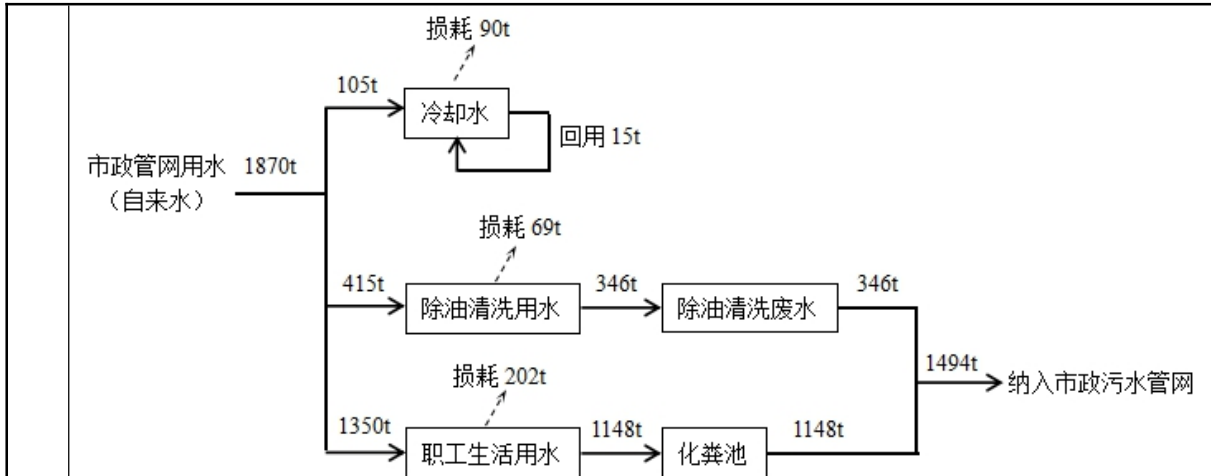 损耗 90t
105t
冷却水
回用 15t
市政管网用水
（自来水）
1870t
损耗 69t
415t
除油清洗用水
346t
除油清洗废水
346t
1494t
纳入市政污水管网
损耗 202t
1350t
职工生活用水
1148t
化粪池
1148t